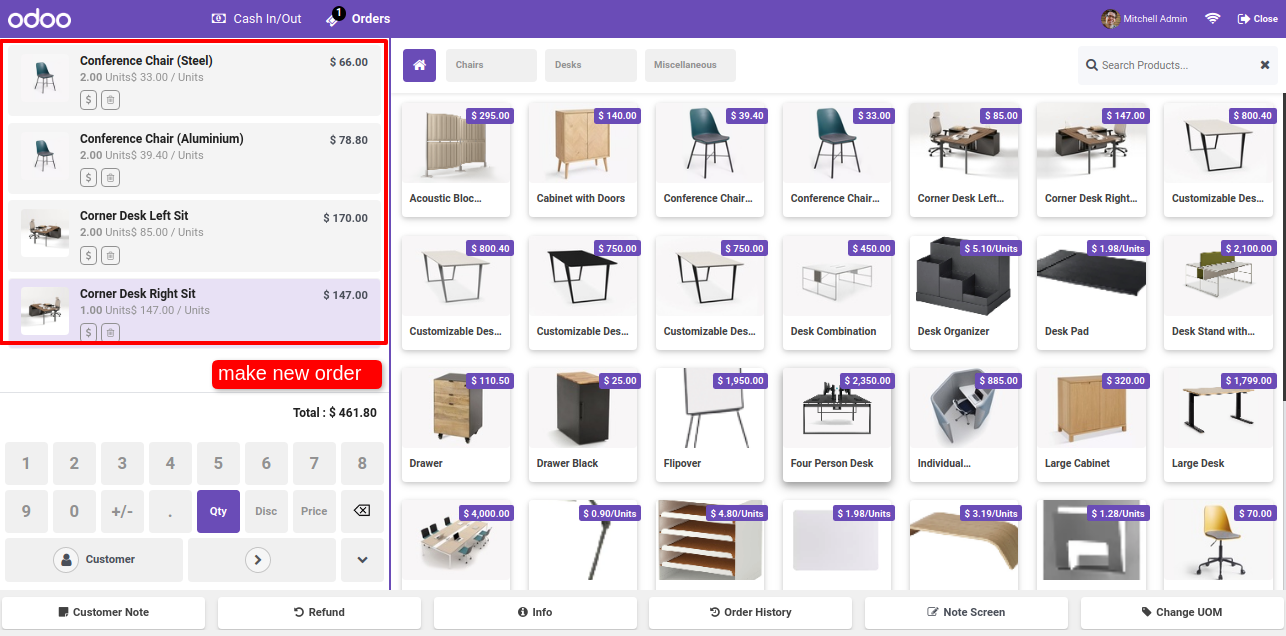 odoo
Cash In/Out
1
Orders
Mitchell Admin
Close
Conference Chair (Steel)
$ 66.00
2.00 Units$ 33.00 / Units
$
Conference Chair (Aluminium)
$ 78.80
2.00 Units$ 39.40 / Units
$
Corner Desk Left Sit
$ 170.00
2.00 Units$ 85.00 / Units
$
Corner Desk Right Sit
$ 147.00
1.00 Units$ 147.00 / Units
$
make new order
Total : $ 461.80
1 2 3 4 5 6 7 8
9 0 +/- . Qty Disc Price
Customer
Chairs
Desks
Miscellaneous
Search Products...
$ 295.00
Acoustic Bloc...
$ 140.00
Cabinet with Doors
$ 39.40
Conference Chair...
$ 33.00
Conference Chair...
$ 85.00
Corner Desk Left...
$ 147.00
Corner Desk Right...
$ 800.40
Customizable Des...
$ 800.40
Customizable Des...
$ 750.00
Customizable Des...
$ 750.00
Customizable Des...
$ 450.00
Desk Combination
$ 5.10/Units
Desk Organizer
$ 1.98/Units
Desk Pad
$ 2,100.00
Desk Stand with...
$ 110.50
Drawer
$ 25.00
Drawer Black
$ 1,950.00
Flipover
$ 2,350.00
Four Person Desk
$ 885.00
Individual...
$ 320.00
Large Cabinet
$ 1,799.00
Large Desk
$ 4,000.00
$ 0.90/Units
$ 4.80/Units
$ 1.98/Units
$ 3.19/Units
$ 1.28/Units
$ 70.00
Customer Note
Refund
Info
Order History
Note Screen
Change UOM